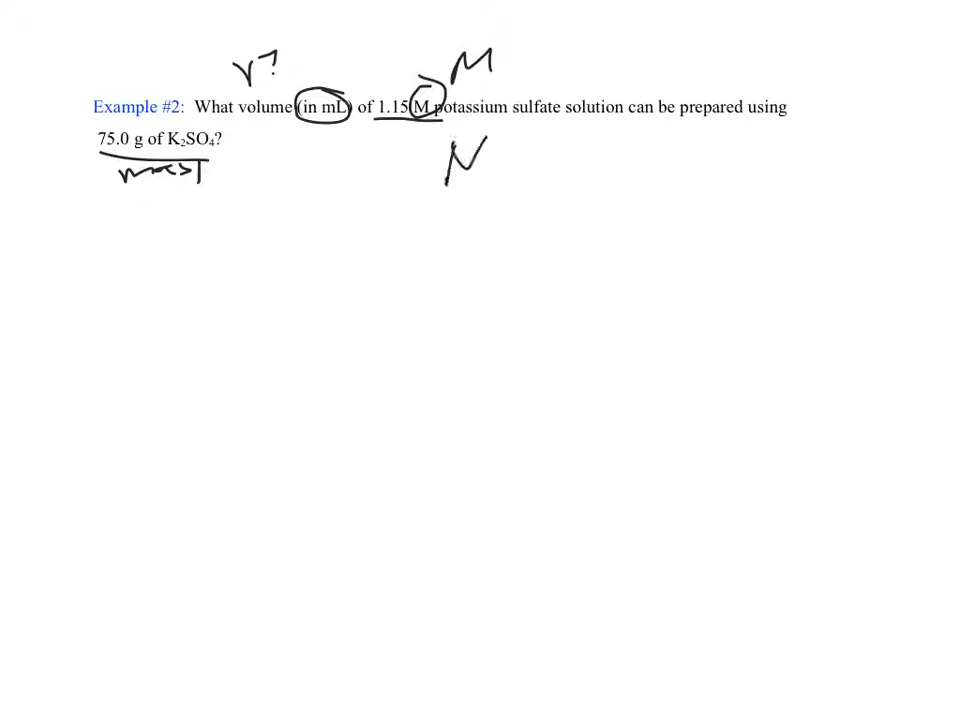 V?
M
Example #2: What volume (in mL) of 1.15 M potassium sulfate solution can be prepared using
75.0 g of K₂SO₄?
mass